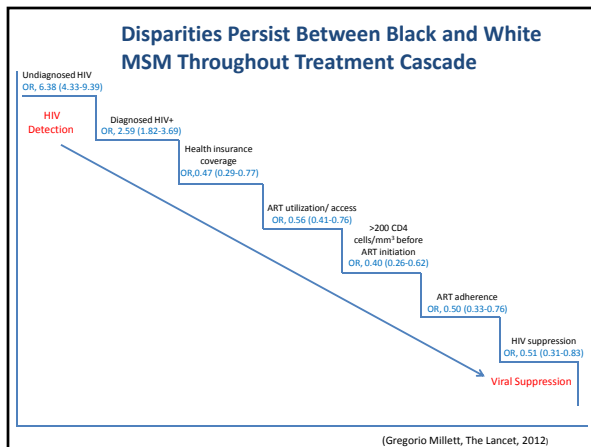 Disparities Persist Between Black and White
MSM Throughout Treatment Cascade
Undiagnosed HIV
OR, 6.38 (4.33-9.39)
HIV
Detection
Diagnosed HIV+
OR, 2.59 (1.82-3.69)
Health insurance
coverage
OR,0.47 (0.29-0.77)
ART utilization/ access
OR, 0.56 (0.41-0.76)
>200 CD4
cells/mm³ before
ART initiation
OR, 0.40 (0.26-0.62)
ART adherence
OR, 0.50 (0.33-0.76)
HIV suppression
OR, 0.51 (0.31-0.83)
Viral Suppression
(Gregorio Millett, The Lancet, 2012)